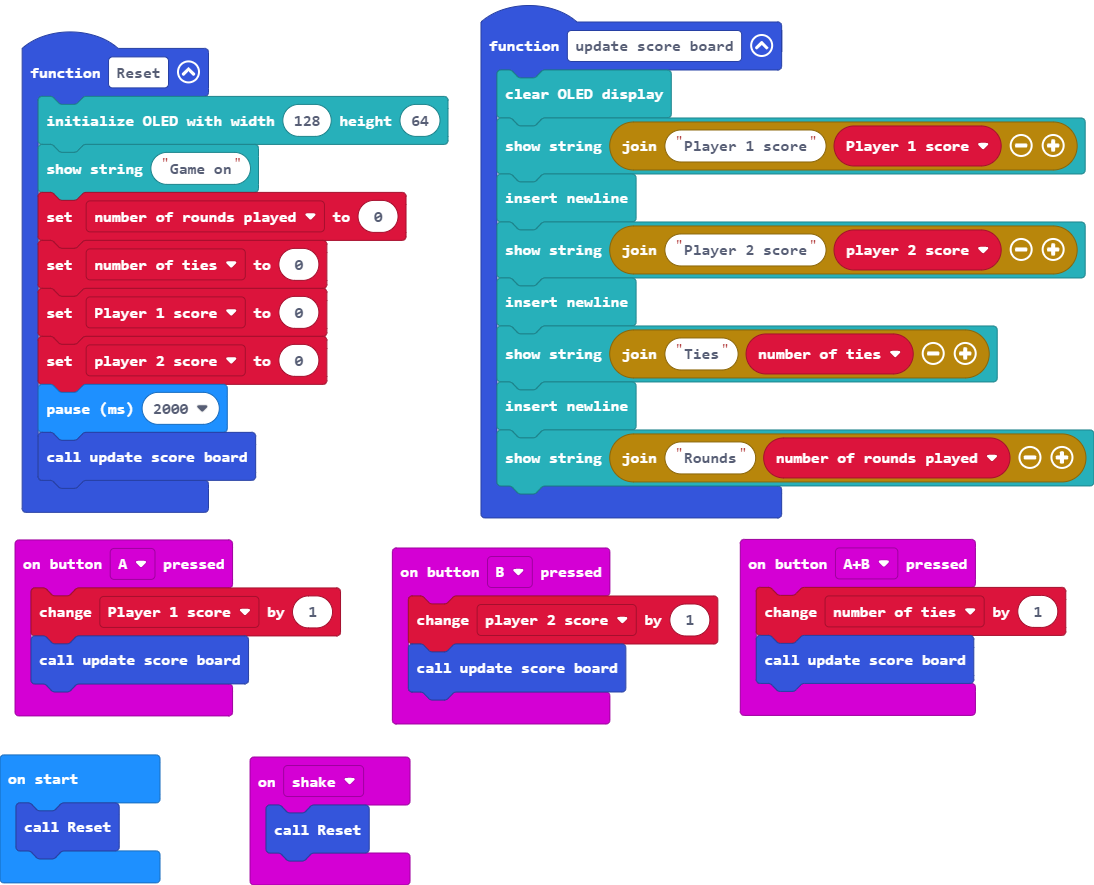 function Reset
initialize OLED with width 128 height 64
show string "Game on"
set number of rounds played to 0
set number of ties to 0
set Player 1 score to 0
set player 2 score to 0
pause (ms) 2000
call update score board
function update score board
clear OLED display
show string join "Player 1 score" Player 1 score
insert newline
show string join "Player 2 score" player 2 score
insert newline
show string join "Ties" number of ties
insert newline
show string join "Rounds" number of rounds played
on button A pressed
change Player 1 score by 1
call update score board
on button B pressed
change player 2 score by 1
call update score board
on button A+B pressed
change number of ties by 1
call update score board
on start
call Reset
on shake
call Reset